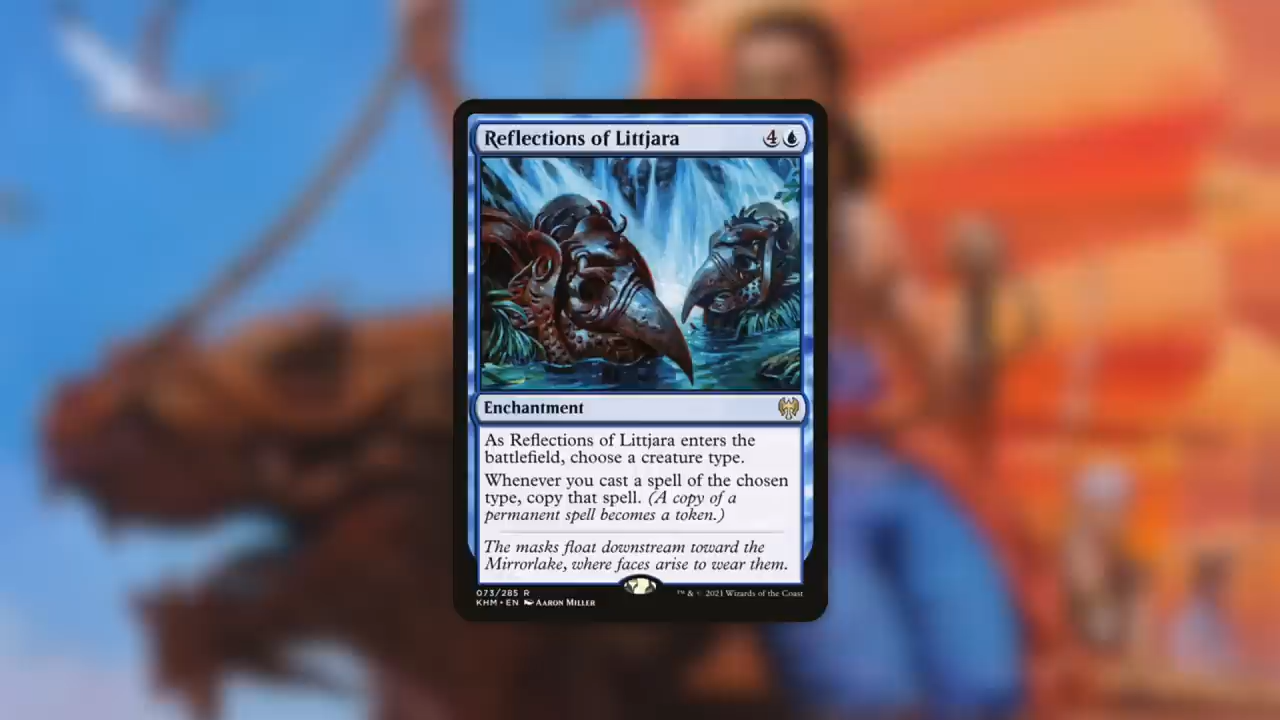 Reflections of Littjara 4
Enchantment
As Reflections of Littjara enters the
battlefield, choose a creature type.
Whenever you cast a spell of the chosen
type, copy that spell. (A copy of a
permanent spell becomes a token.)
The masks float downstream toward the
Mirrorlake, where faces arise to wear them.
073/285 R
KHM • EN AARON MILLER
™ & © 2021 Wizards of the Coast